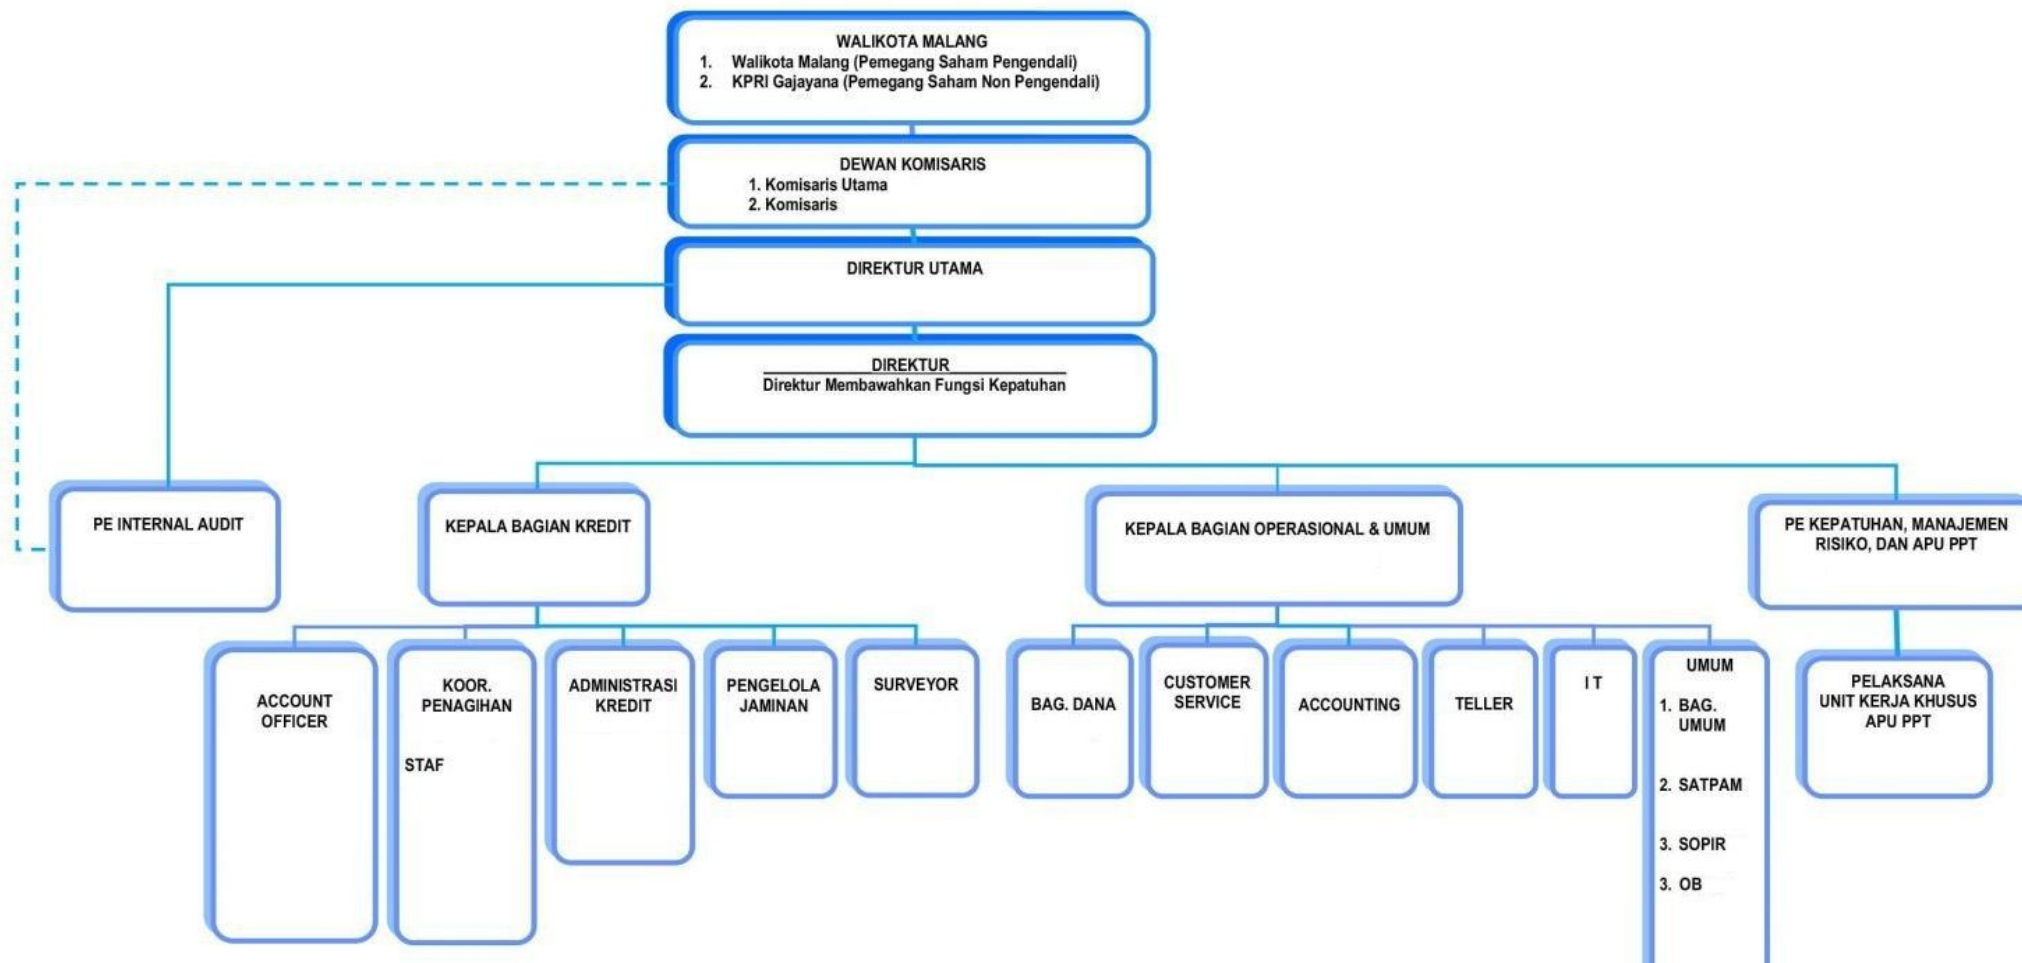 WALIKOTA MALANG
1. Walikota Malang (Pemegang Saham Pengendali)
2. KPRI Gajayana (Pemegang Saham Non Pengendali)
DEWAN KOMISARIS
1. Komisaris Utama
2. Komisaris
DIREKTUR UTAMA
DIREKTUR
Direktur Membawahkan Fungsi Kepatuhan
PE INTERNAL AUDIT
KEPALA BAGIAN KREDIT
KEPALA BAGIAN OPERASIONAL & UMUM
PE KEPATUHAN, MANAJEMEN
RISIKO, DAN APU PPT
ACCOUNT
OFFICER
KOOR.
PENAGIHAN
STAF
ADMINISTRASI
KREDIT
PENGELOLA
JAMINAN
SURVEYOR
BAG. DANA
CUSTOMER
SERVICE
ACCOUNTING
TELLER
I T
UMUM
1. BAG.
UMUM
2. SATPAM
3. SOPIR
3. OB
PELAKSANA
UNIT KERJA KHUSUS
APU PPT